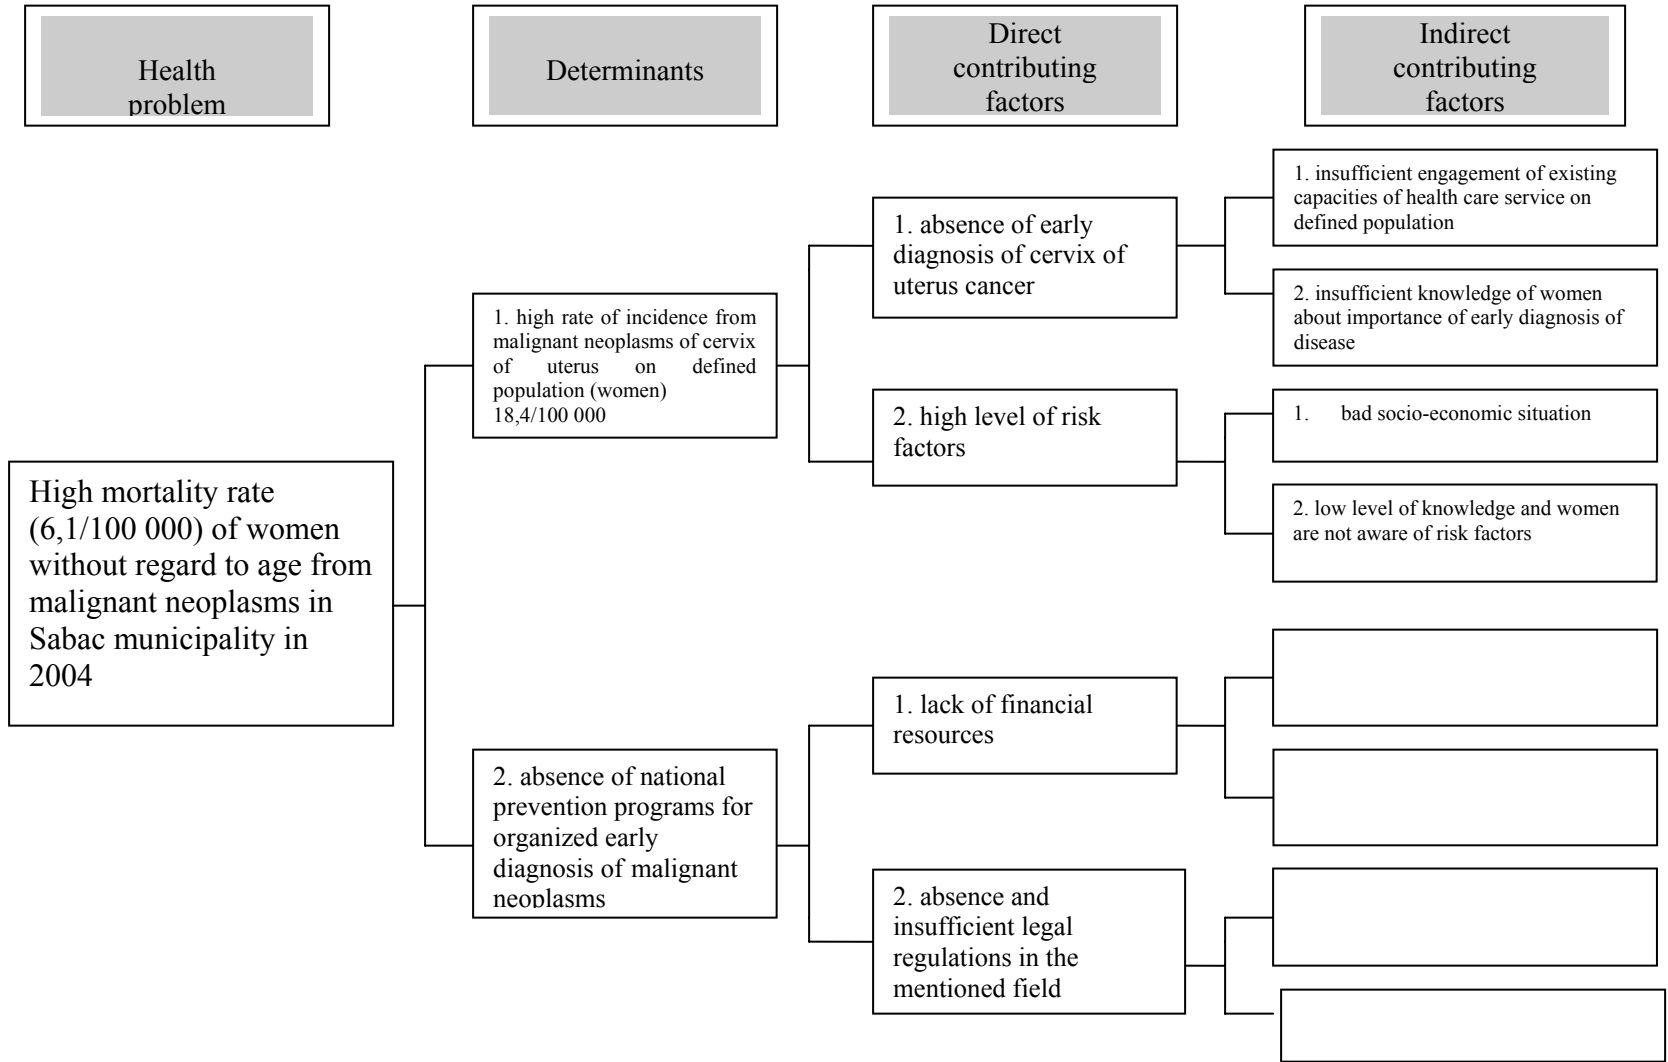 Health
problem
Determinants
Direct
contributing
factors
Indirect
contributing
factors
High mortality rate
(6,1/100 000) of women
without regard to age from
malignant neoplasms in
Sabac municipality in
2004
1. high rate of incidence from
malignant neoplasms of cervix
of uterus on defined
population (women)
18,4/100 000
2. absence of national
prevention programs for
organized early
diagnosis of malignant
neoplasms
1. absence of early
diagnosis of cervix of
uterus cancer
2. high level of risk
factors
1. lack of financial
resources
2. absence and
insufficient legal
regulations in the
mentioned field
1. insufficient engagement of existing
capacities of health care service on
defined population
2. insufficient knowledge of women
about importance of early diagnosis of
disease
1. bad socio-economic situation
2. low level of knowledge and women
are not aware of risk factors